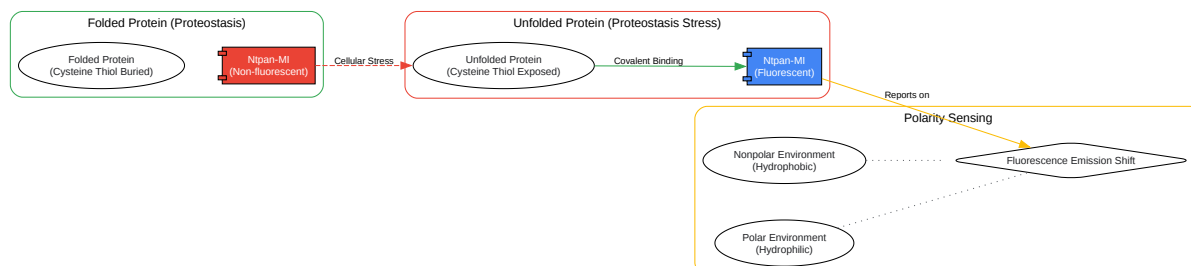 Folded Protein (Proteostasis)
Folded Protein
(Cysteine Thiol Buried)
Ntpan-MI
(Non-fluorescent)
Cellular Stress
Unfolded Protein (Proteostasis Stress)
Unfolded Protein
(Cysteine Thiol Exposed)
Covalent Binding
Ntpan-MI
(Fluorescent)
Reports on
Polarity Sensing
Nonpolar Environment
(Hydrophobic)
Fluorescence Emission Shift
Polar Environment
(Hydrophilic)